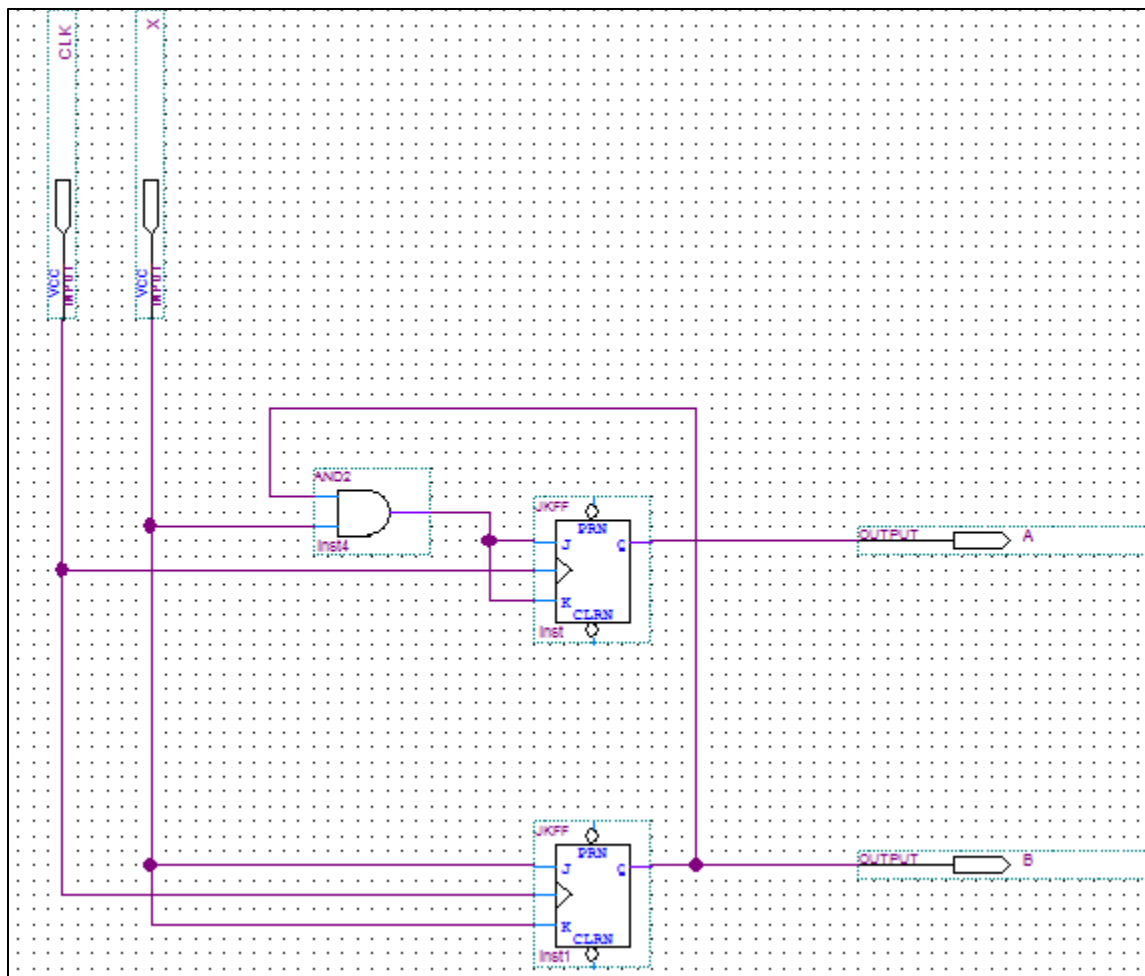 CLK
X
VCC
INPUT
VCC
INPUT
AND2
inst4
JKFF
PRN
J
Q
K
CLRN
inst
OUTPUT
A
JKFF
PRN
J
Q
K
CLRN
inst1
OUTPUT
B